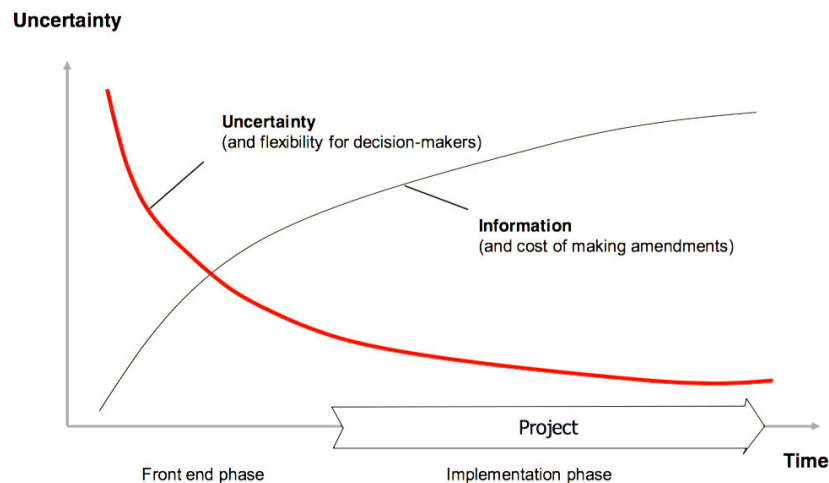 Uncertainty
Uncertainty
(and flexibility for decision-makers)
Information
(and cost of making amendments)
Project
Time
Front end phase
Implementation phase